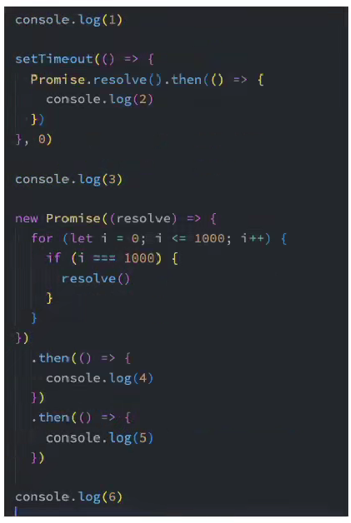 console.log(1)
setTimeout(() => {
Promise.resolve().then(() => {
console.log(2)
})
}, 0)
console.log(3)
new Promise((resolve) => {
for (let i = 0; i <= 1000; i++) {
if (i === 1000) {
resolve()
}
}
})
.then(() => {
console.log(4)
})
.then(() => {
console.log(5)
})
console.log(6)